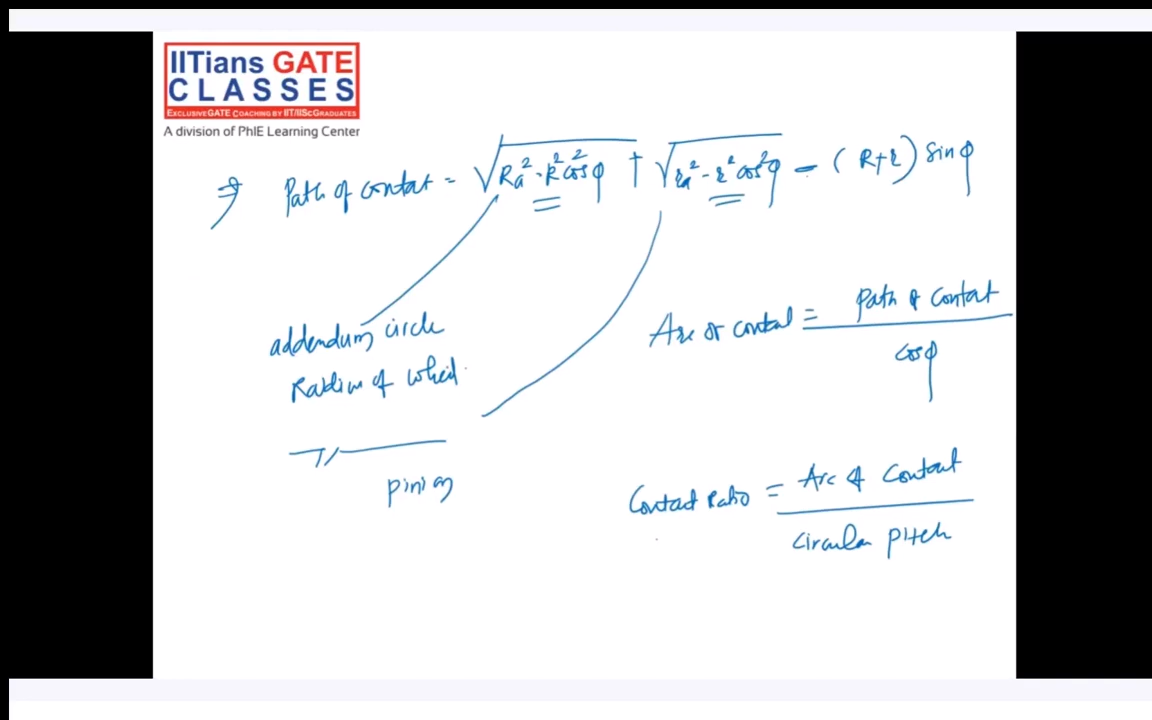 IITians GATE
CLASSES
EXCLUSIVE GATE COACHING BY IIT/IISc GRADUATES
A division of PhIE Learning Center
⇒ Path of contact = √(Ra² - R²cos²φ) + √(ra² - r²cos²φ) - (R+r) sinφ
addendum circle
Radius of wheel
pinion
Arc of contact = Path of contact / cosφ
Contact Ratio = Arc of Contact / circular pitch